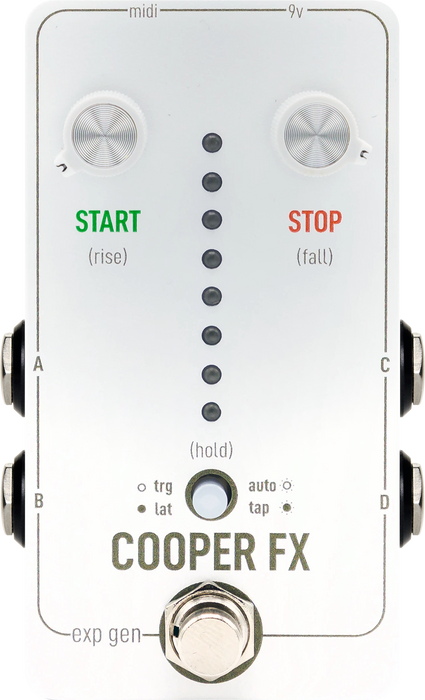 midi 9v
START STOP
(rise) (fall)
A C
(hold)
trg auto
lat tap
B D
COOPER FX
exp gen